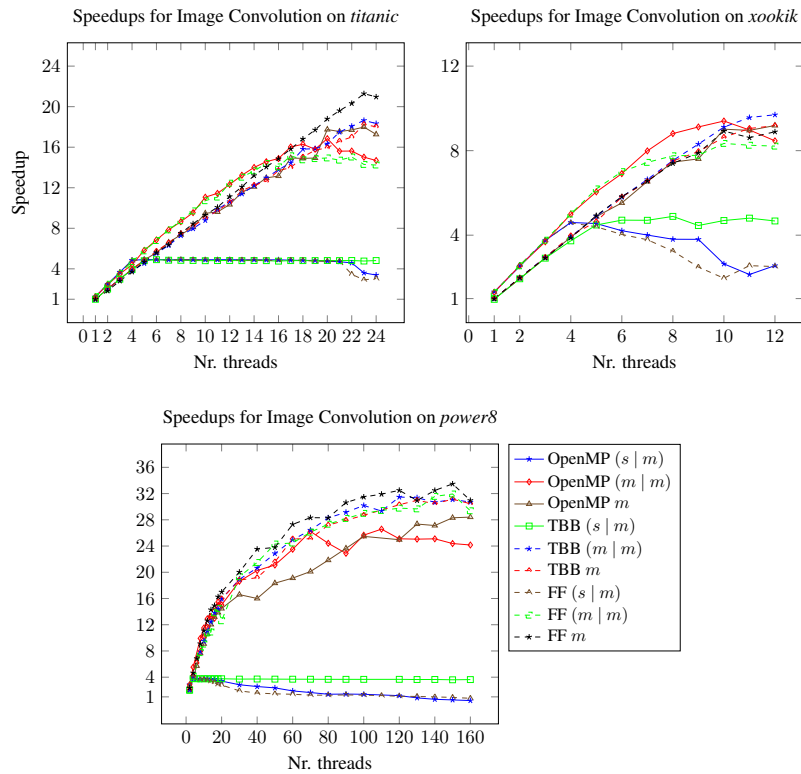 Speedups for Image Convolution on titanic
24
20
16
12
8
4
1
Speedup
0 1 2 4 6 8 10 12 14 16 18 20 22 24
Nr. threads
Speedups for Image Convolution on xookik
12
8
4
1
0 1 2 4 6 8 10 12
Nr. threads
Speedups for Image Convolution on power8
36
32
28
24
20
16
12
8
4
1
0 20 40 60 80 100 120 140 160
Nr. threads
OpenMP (s | m)
OpenMP (m | m)
OpenMP m
TBB (s | m)
TBB (m | m)
TBB m
FF (s | m)
FF (m | m)
FF m